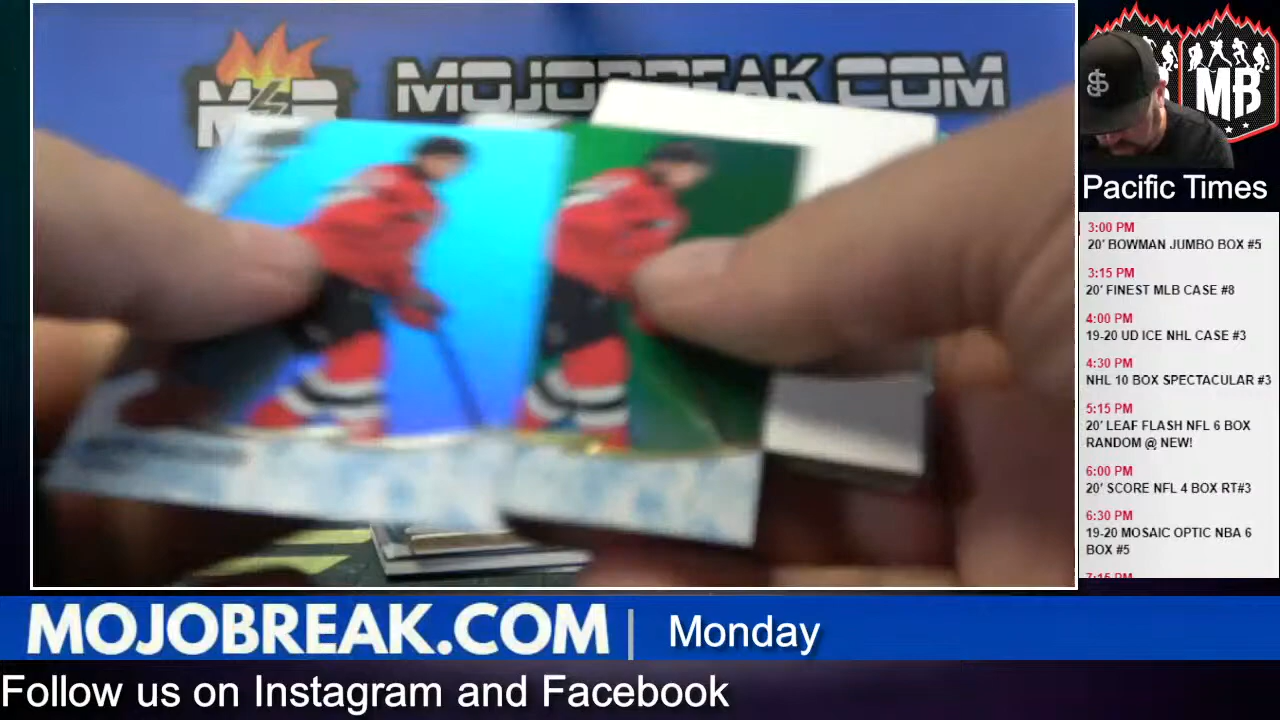 MOJOBREAK.COM
MB
Pacific Times
3:00 PM
20' BOWMAN JUMBO BOX #5
3:15 PM
20' FINEST MLB CASE #8
4:00 PM
19-20 UD ICE NHL CASE #3
4:30 PM
NHL 10 BOX SPECTACULAR #3
5:15 PM
20' LEAF FLASH NFL 6 BOX
RANDOM @ NEW!
6:00 PM
20' SCORE NFL 4 BOX RT#3
6:30 PM
19-20 MOSAIC OPTIC NBA 6
BOX #5
MOJOBREAK.COM | Monday
Follow us on Instagram and Facebook